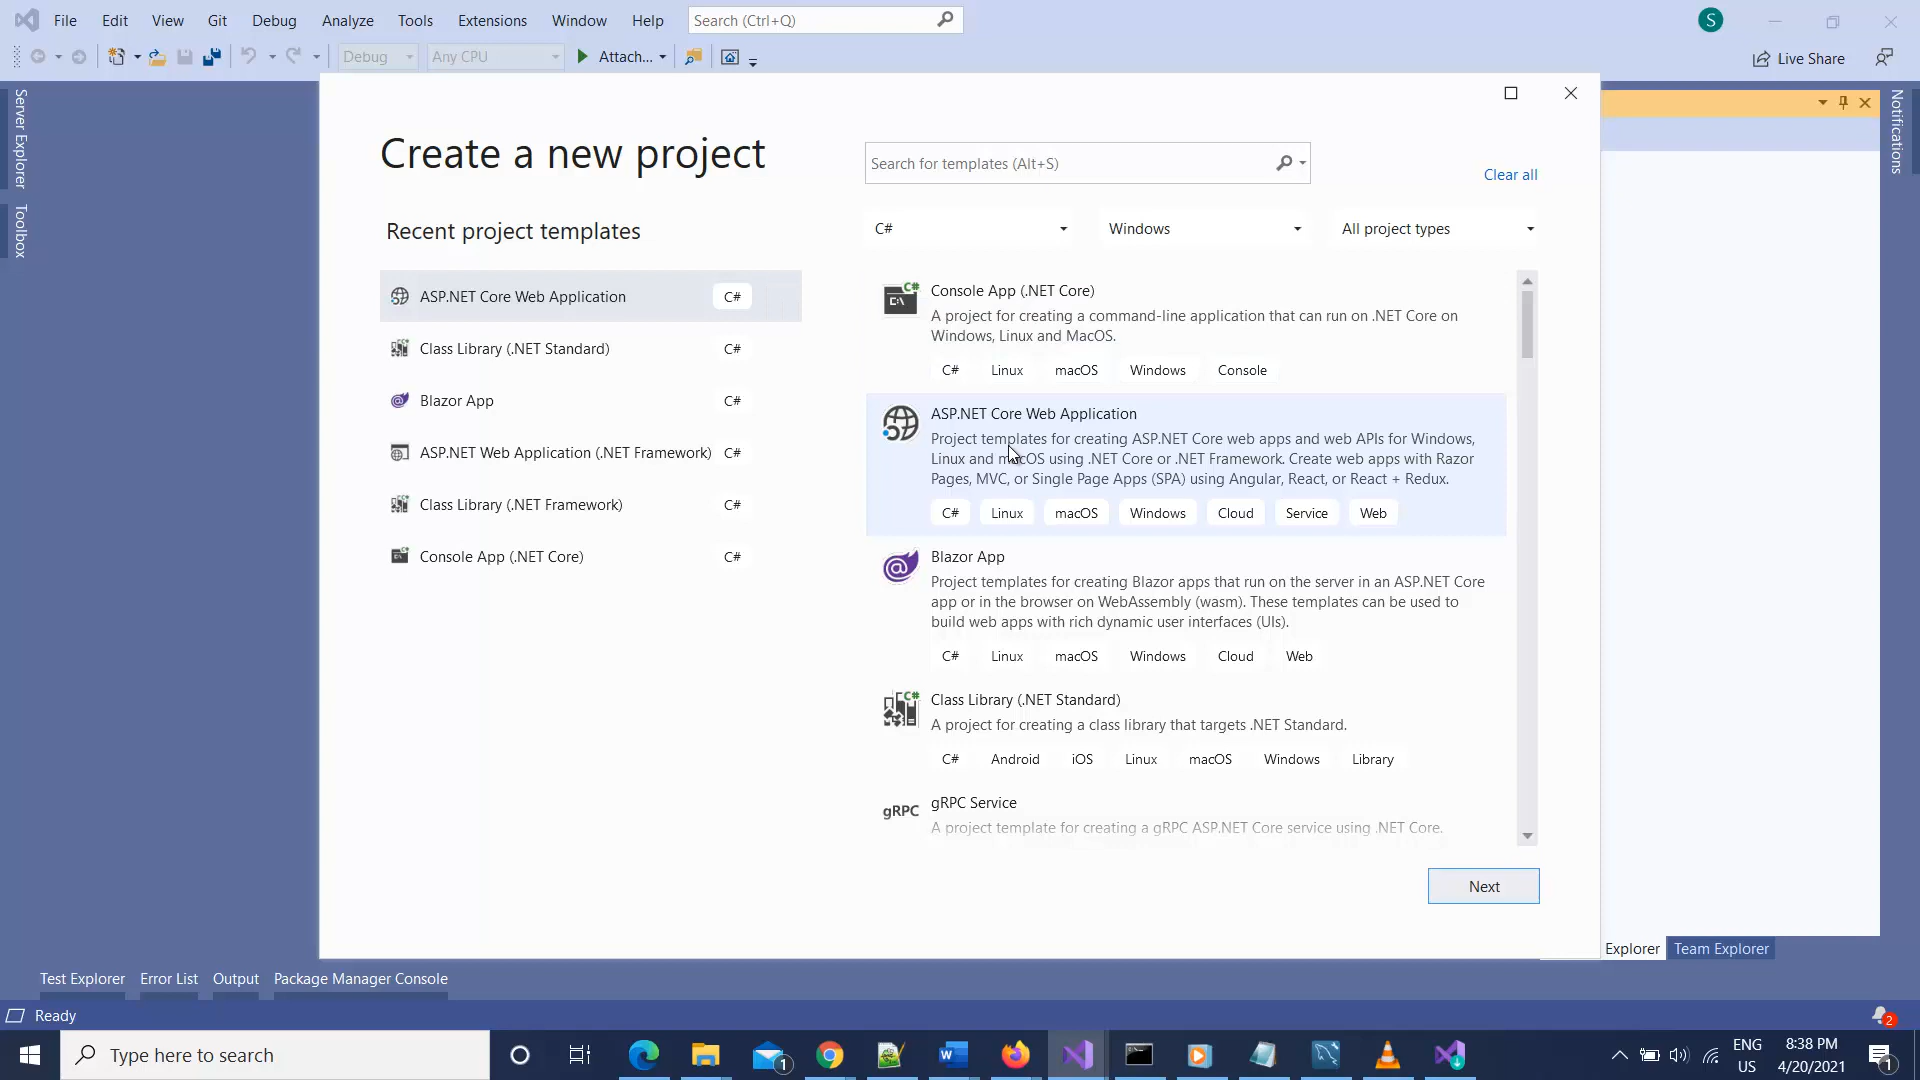 File Edit View Git Debug Analyze Tools Extensions Window Help Search (Ctrl+Q) S
Debug Any CPU Attach... Live Share
Server Explorer
Toolbox
Notifications
Create a new project
Search for templates (Alt+S)
Clear all
Recent project templates
C# Windows All project types
ASP.NET Core Web Application C#
Class Library (.NET Standard) C#
Blazor App C#
ASP.NET Web Application (.NET Framework) C#
Class Library (.NET Framework) C#
Console App (.NET Core) C#
Console App (.NET Core)
A project for creating a command-line application that can run on .NET Core on
Windows, Linux and MacOS.
C# Linux macOS Windows Console
ASP.NET Core Web Application
Project templates for creating ASP.NET Core web apps and web APIs for Windows,
Linux and macOS using .NET Core or .NET Framework. Create web apps with Razor
Pages, MVC, or Single Page Apps (SPA) using Angular, React, or React + Redux.
C# Linux macOS Windows Cloud Service Web
Blazor App
Project templates for creating Blazor apps that run on the server in an ASP.NET Core
app or in the browser on WebAssembly (wasm). These templates can be used to
build web apps with rich dynamic user interfaces (UIs).
C# Linux macOS Windows Cloud Web
Class Library (.NET Standard)
A project for creating a class library that targets .NET Standard.
C# Android iOS Linux macOS Windows Library
gRPC gRPC Service
A project template for creating a gRPC ASP.NET Core service using .NET Core.
Next
Explorer Team Explorer
Test Explorer Error List Output Package Manager Console
Ready 2
Type here to search
1
ENG
US
8:38 PM
4/20/2021
1